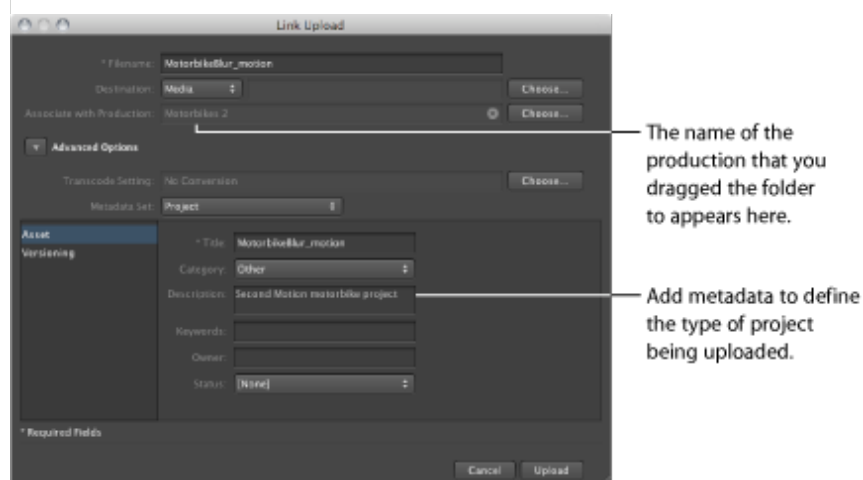 Link Upload
* Filename: MotorbikeBlur_motion
Destination: Media Choose...
Associate with Production: Motorbikes 2 Choose...
Advanced Options
Transcode Setting: No Conversion Choose...
Metadata Set: Project
Asset
Versioning
* Title: MotorbikeBlur_motion
Category: Other
Description: Second Motion motorbike project
Keywords:
Owner:
Status: [None]
* Required Fields
Cancel Upload
The name of the
production that you
dragged the folder
to appears here.
Add metadata to define
the type of project
being uploaded.